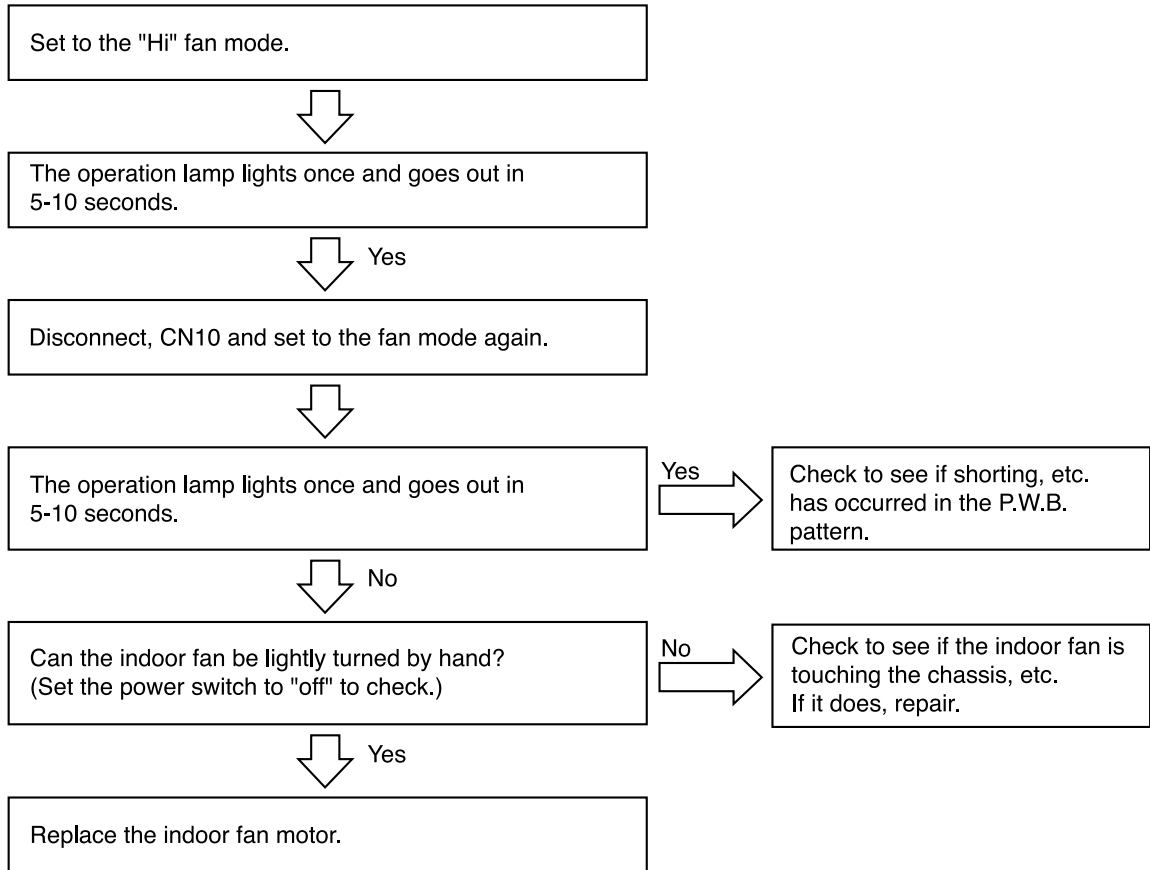 Set to the "Hi" fan mode.
The operation lamp lights once and goes out in
5-10 seconds.
Yes
Disconnect, CN10 and set to the fan mode again.
The operation lamp lights once and goes out in
5-10 seconds.
Yes
Check to see if shorting, etc.
has occurred in the P.W.B.
pattern.
No
Can the indoor fan be lightly turned by hand?
(Set the power switch to "off" to check.)
No
Check to see if the indoor fan is
touching the chassis, etc.
If it does, repair.
Yes
Replace the indoor fan motor.